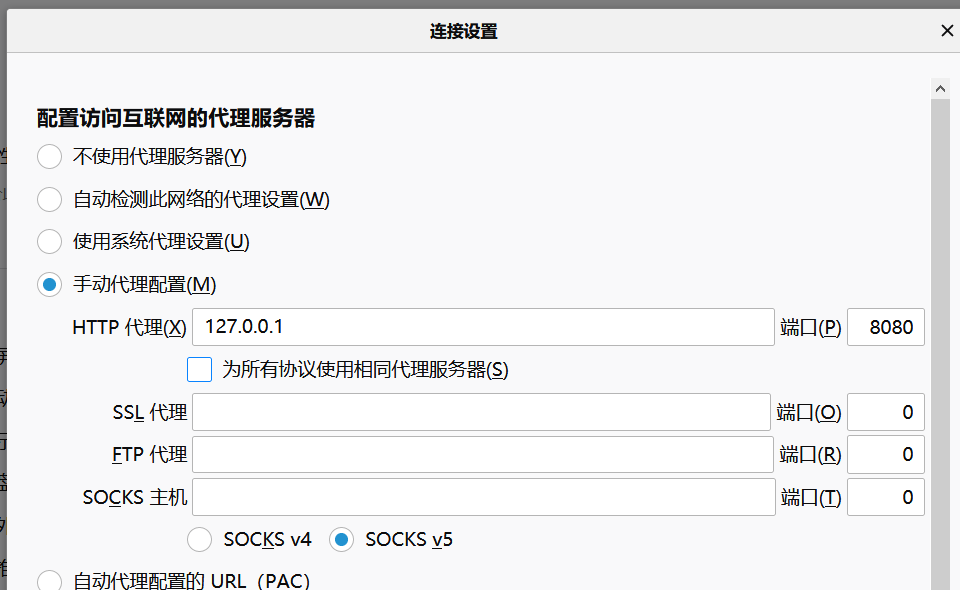 连接设置
配置访问互联网的代理服务器
不使用代理服务器(Y)
自动检测此网络的代理设置(W)
使用系统代理设置(U)
手动代理配置(M)
HTTP 代理(X) 127.0.0.1 端口(P) 8080
为所有协议使用相同代理服务器(S)
SSL 代理 端口(O) 0
FTP 代理 端口(R) 0
SOCKS 主机 端口(T) 0
SOCKS v4 SOCKS v5
自动代理配置的 URL（PAC）